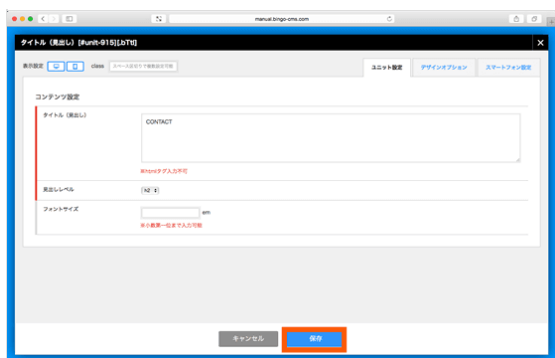 manual.bingo-cms.com
タイトル（見出し）[#unit-915][.bTtl]
表示設定 class スペース区切りで複数設定可能 ユニット設定 デザインオプション スマートフォン設定
コンテンツ設定
タイトル（見出し）
CONTACT
※htmlタグ入力不可
見出しレベル h2
フォントサイズ em
※小数第一位まで入力可能
キャンセル 保存